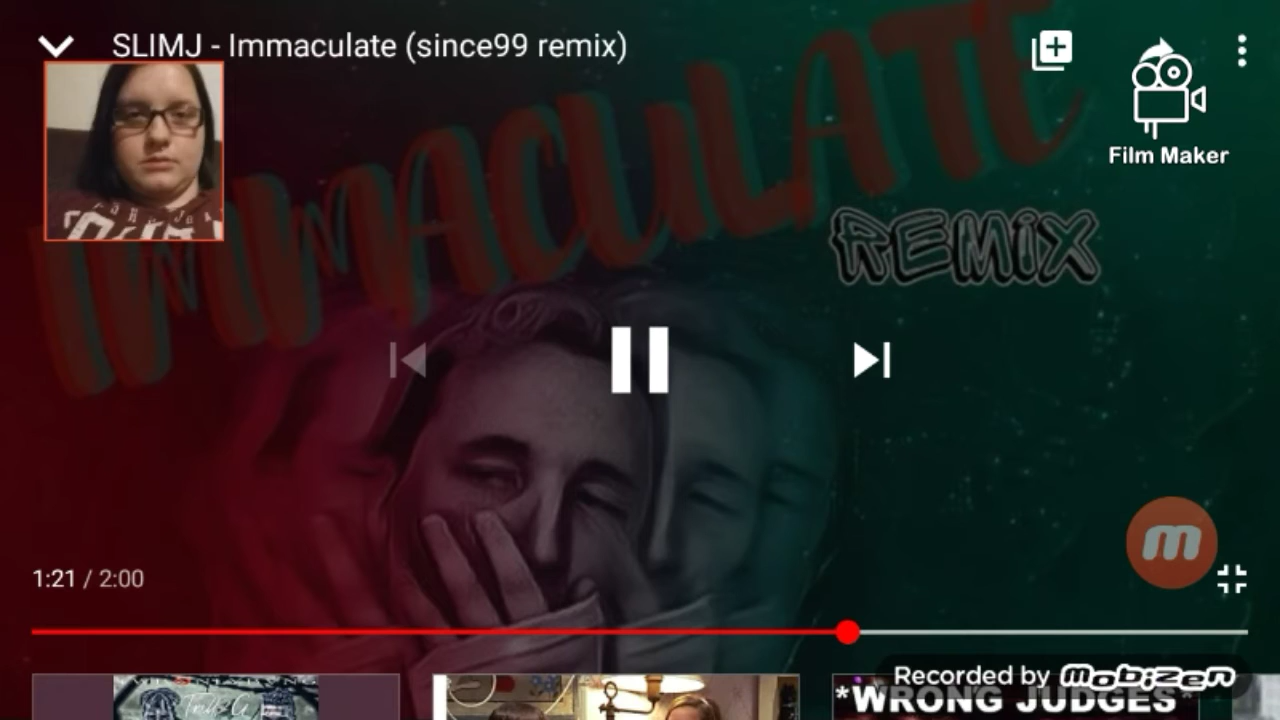 SLIMJ - Immaculate (since99 remix)
Film Maker
IMMACULATE
REMIX
m
1:21 / 2:00
Recorded by mobizen
*WRONG JUDGES*